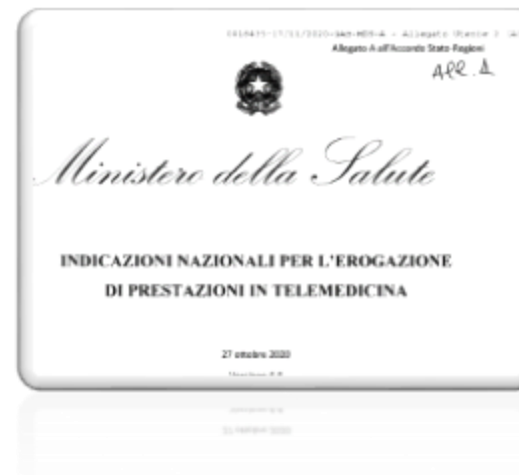 Allegato A all'Accordo Stato-Regioni
Ministero della Salute
INDICAZIONI NAZIONALI PER L'EROGAZIONE
DI PRESTAZIONI IN TELEMEDICINA
27 ottobre 2020